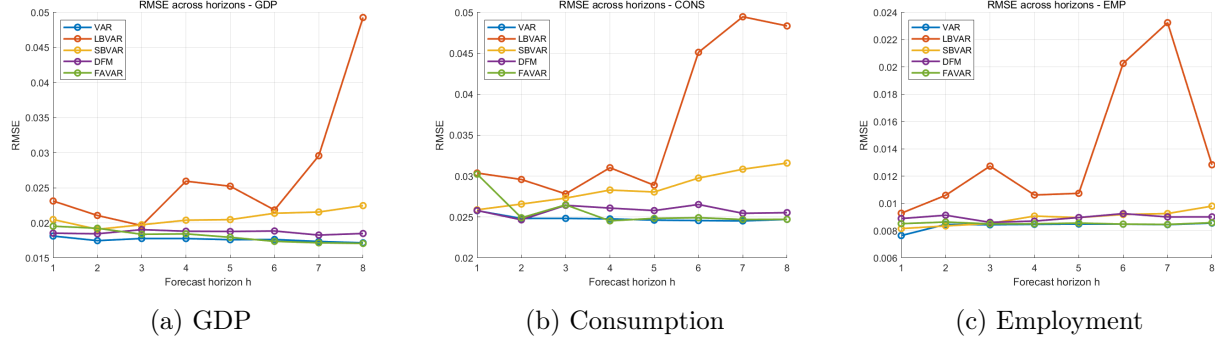 RMSE across horizons - GDP
0.05
0.045
0.04
0.035
0.03
0.025
0.02
0.015
RMSE
VAR
LBVAR
SBVAR
DFM
FAVAR
1 2 3 4 5 6 7 8
Forecast horizon h
(a) GDP
RMSE across horizons - CONS
0.05
0.045
0.04
0.035
0.03
0.025
0.02
RMSE
VAR
LBVAR
SBVAR
DFM
FAVAR
1 2 3 4 5 6 7 8
Forecast horizon h
(b) Consumption
RMSE across horizons - EMP
0.024
0.022
0.02
0.018
0.016
0.014
0.012
0.01
0.008
0.006
RMSE
VAR
LBVAR
SBVAR
DFM
FAVAR
1 2 3 4 5 6 7 8
Forecast horizon h
(c) Employment